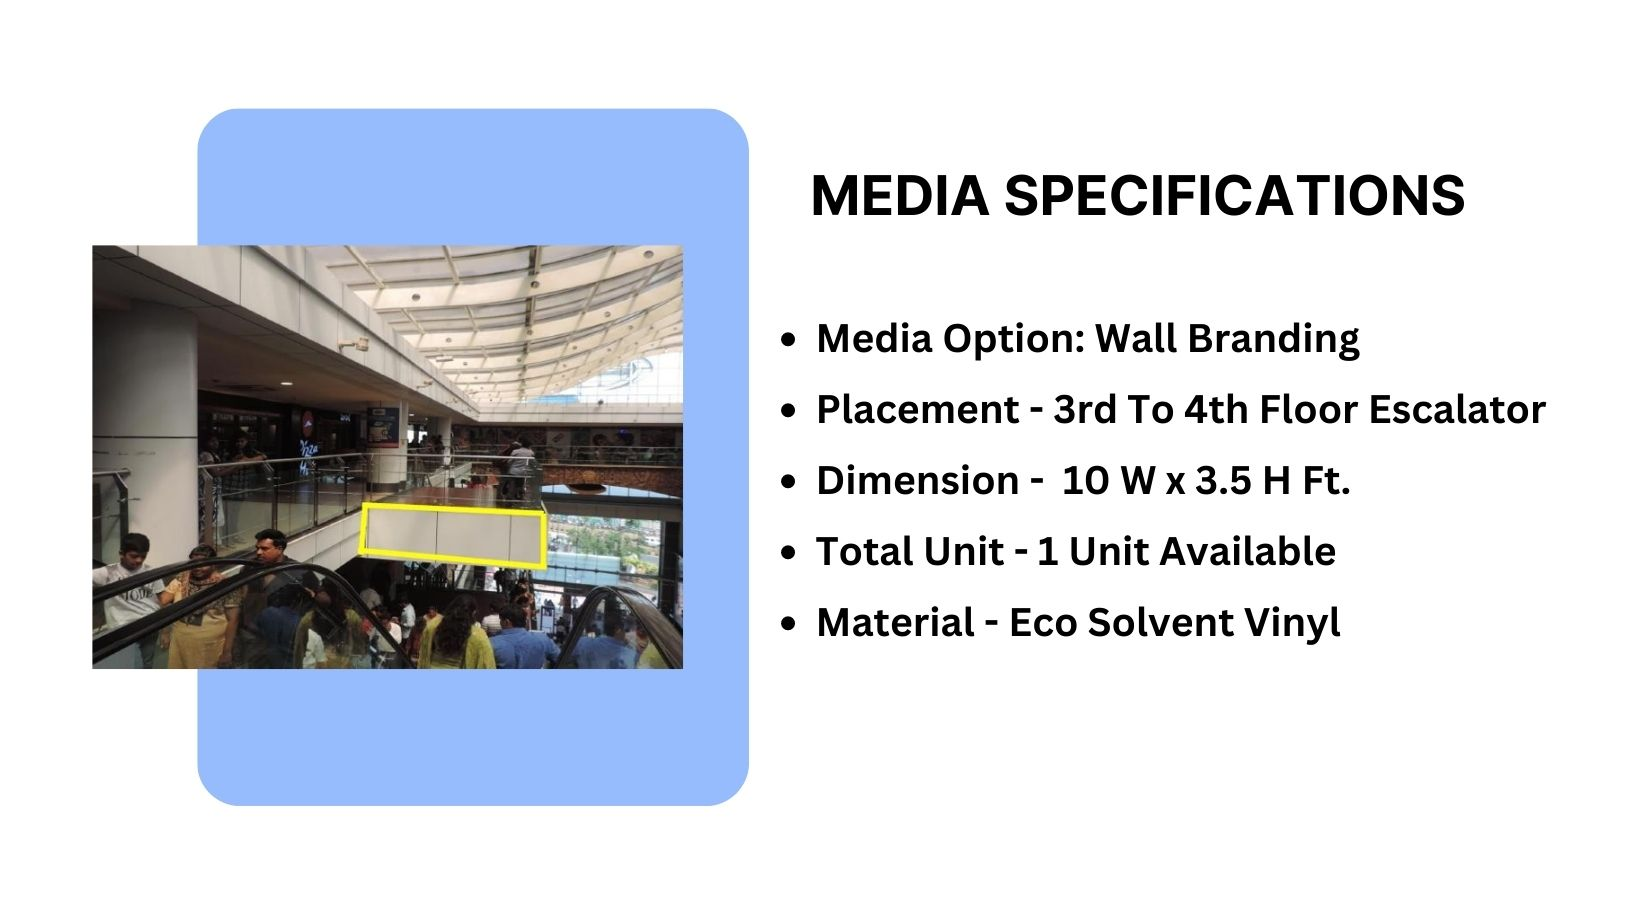 MEDIA SPECIFICATIONS
• Media Option: Wall Branding
• Placement - 3rd To 4th Floor Escalator
• Dimension -  10 W x 3.5 H Ft.
• Total Unit - 1 Unit Available
• Material - Eco Solvent Vinyl